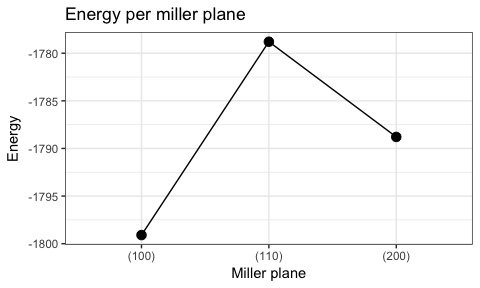 Energy per miller plane
Energy
-1780
-1785
-1790
-1795
-1800
(100)
(110)
(200)
Miller plane